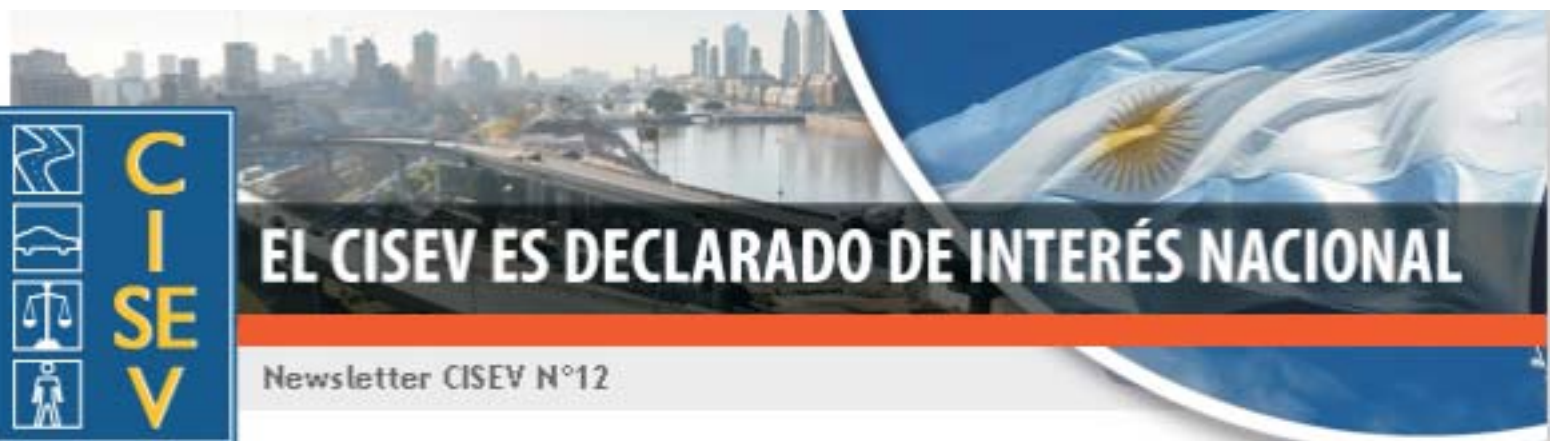 C
I
SE
V
EL CISEV ES DECLARADO DE INTERÉS NACIONAL
Newsletter CISEV N°12